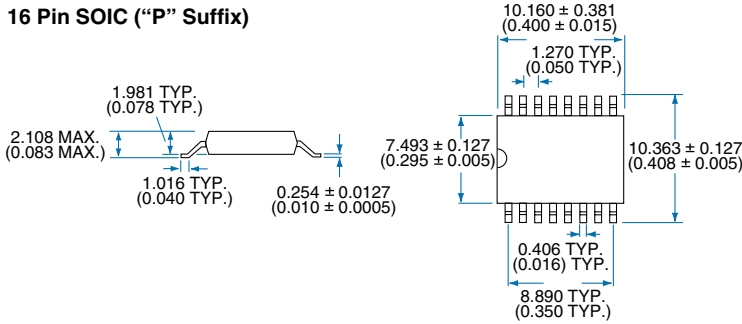 16 Pin SOIC (“P” Suffix)
10.160 ± 0.381
(0.400 ± 0.015)
1.270 TYP.
(0.050 TYP.)
1.981 TYP.
(0.078 TYP.)
2.108 MAX.
(0.083 MAX.)
7.493 ± 0.127
(0.295 ± 0.005)
10.363 ± 0.127
(0.408 ± 0.005)
1.016 TYP.
(0.040 TYP.)
0.254 ± 0.0127
(0.010 ± 0.0005)
0.406 TYP.
(0.016) TYP.
8.890 TYP.
(0.350 TYP.)